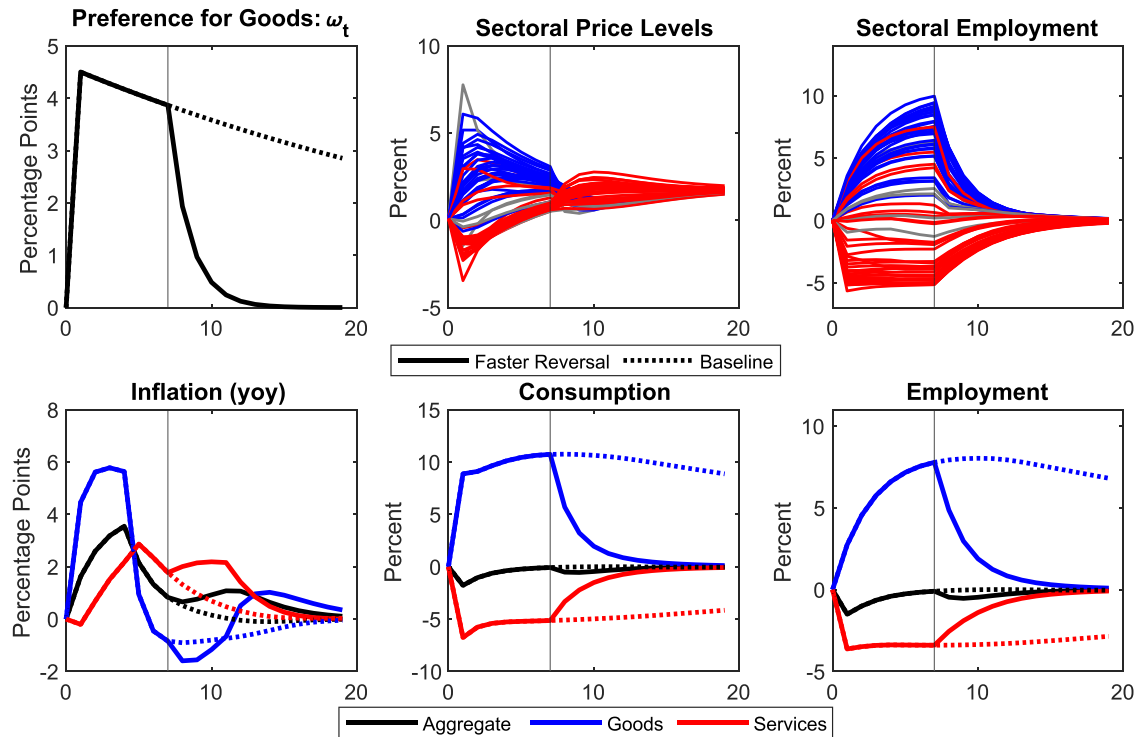 Preference for Goods: ωt
Sectoral Price Levels
Sectoral Employment
Percentage Points
5
4
3
2
1
0
0 10 20
Percent
10
5
0
-5
0 10 20
Percent
10
5
0
-5
0 10 20
Faster Reversal Baseline
Inflation (yoy)
Consumption
Employment
Percentage Points
8
6
4
2
0
-2
0 10 20
Percent
15
10
5
0
-5
-10
0 10 20
Percent
10
5
0
-5
0 10 20
Aggregate Goods Services